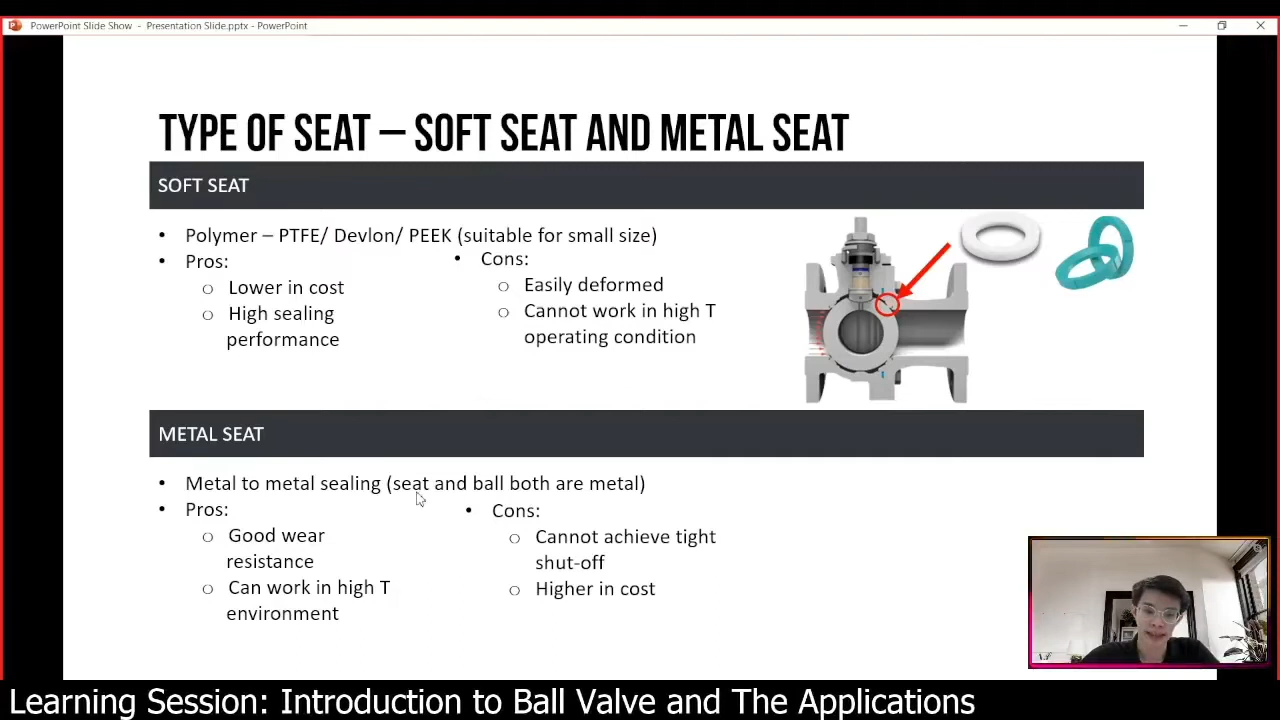 PowerPoint Slide Show - Presentation Slide.pptx - PowerPoint
TYPE OF SEAT – SOFT SEAT AND METAL SEAT
SOFT SEAT
• Polymer – PTFE/ Devlon/ PEEK (suitable for small size)
• Pros:
o Lower in cost
o High sealing
performance
• Cons:
o Easily deformed
o Cannot work in high T
operating condition
METAL SEAT
• Metal to metal sealing (seat and ball both are metal)
• Pros:
o Good wear
resistance
o Can work in high T
environment
• Cons:
o Cannot achieve tight
shut-off
o Higher in cost
Learning Session: Introduction to Ball Valve and The Applications